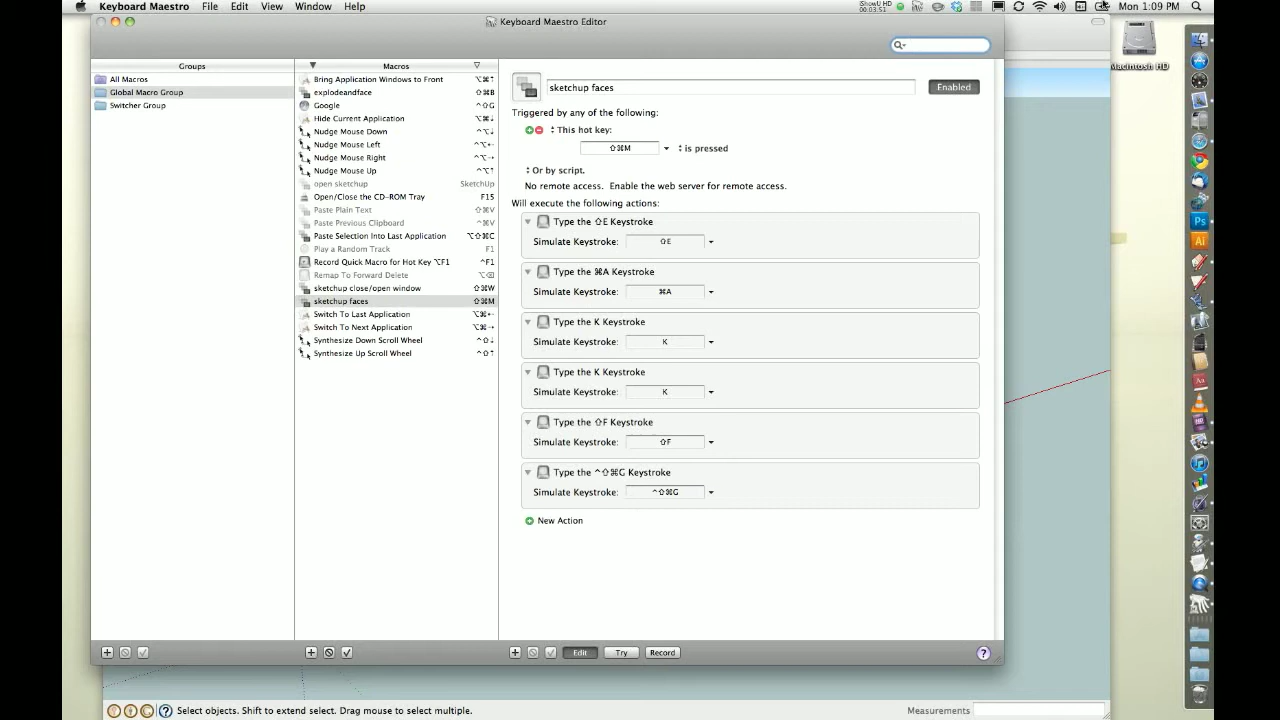 Keyboard Maestro File Edit View Window Help iShowU HD 00:03:51 Mon 1:09 PM
Keyboard Maestro Editor
Macintosh HD
Groups Macros
All Macros
Global Macro Group
Switcher Group
Bring Application Windows to Front ⌥⌘↑
explodeandface ⇧⌘B
Google ^⇧G
Hide Current Application ⌥⌘↓
Nudge Mouse Down ^⌥↓
Nudge Mouse Left ^⌥←
Nudge Mouse Right ^⌥→
Nudge Mouse Up ^⌥↑
open sketchup SketchUp
Open/Close the CD-ROM Tray F15
Paste Plain Text ⇧⌘V
Paste Previous Clipboard ^⌘V
Paste Selection Into Last Application ⌥⇧⌘C
Play a Random Track F1
Record Quick Macro for Hot Key ⌥F1 ^F1
Remap To Forward Delete ⌥⌫
sketchup close/open window ⇧⌘W
sketchup faces ⇧⌘M
Switch To Last Application ⌥⌘←
Switch To Next Application ⌥⌘→
Synthesize Down Scroll Wheel ^⇧↓
Synthesize Up Scroll Wheel ^⇧↑
sketchup faces Enabled
Triggered by any of the following:
This hot key:
⇧⌘M is pressed
Or by script.
No remote access. Enable the web server for remote access.
Will execute the following actions:
Type the ⇧E Keystroke
Simulate Keystroke: ⇧E
Type the ⌘A Keystroke
Simulate Keystroke: ⌘A
Type the K Keystroke
Simulate Keystroke: K
Type the K Keystroke
Simulate Keystroke: K
Type the ⇧F Keystroke
Simulate Keystroke: ⇧F
Type the ^⇧⌘G Keystroke
Simulate Keystroke: ^⇧⌘G
New Action
Edit Try Record ?
Ps
Ai
Aa
Select objects. Shift to extend select. Drag mouse to select multiple. Measurements